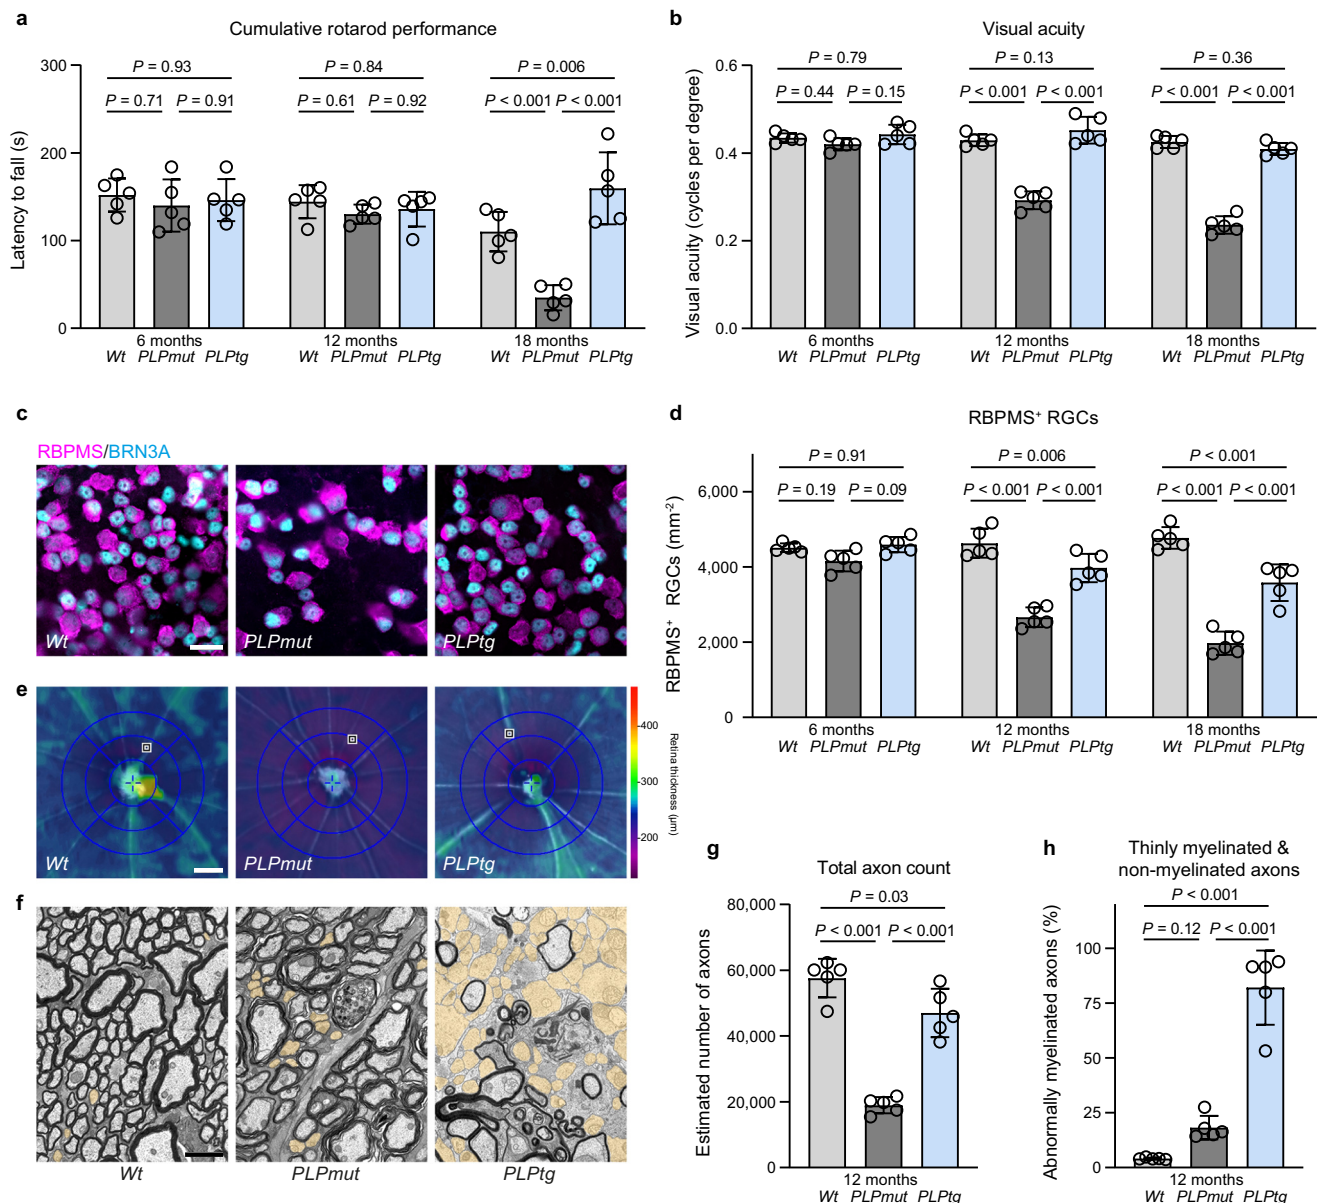 a
Cumulative rotarod performance
P = 0.93
P = 0.84
P = 0.006
P = 0.71
P = 0.91
P = 0.61
P = 0.92
P < 0.001
P < 0.001
Latency to fall (s)
300
200
100
0
6 months
12 months
18 months
Wt PLPmut PLPtg
Wt PLPmut PLPtg
Wt PLPmut PLPtg
b
Visual acuity
P = 0.79
P = 0.13
P = 0.36
P = 0.44
P = 0.15
P < 0.001
P < 0.001
P < 0.001
P < 0.001
Visual acuity (cycles per degree)
0.6
0.4
0.2
0.0
6 months
12 months
18 months
Wt PLPmut PLPtg
Wt PLPmut PLPtg
Wt PLPmut PLPtg
c
RBPMS/BRN3A
Wt
PLPmut
PLPtg
d
RBPMS⁺ RGCs
P = 0.91
P = 0.006
P < 0.001
P = 0.19
P = 0.09
P < 0.001
P < 0.001
P < 0.001
P < 0.001
RBPMS⁺ RGCs (mm⁻²)
6,000
4,000
2,000
0
6 months
12 months
18 months
Wt PLPmut PLPtg
Wt PLPmut PLPtg
Wt PLPmut PLPtg
e
Wt
PLPmut
PLPtg
400
300
200
Retina thickness (µm)
f
Wt
PLPmut
PLPtg
g
Total axon count
P = 0.03
P < 0.001
P < 0.001
Estimated number of axons
80,000
60,000
40,000
20,000
0
12 months
Wt PLPmut PLPtg
h
Thinly myelinated &
non-myelinated axons
P < 0.001
P = 0.12
P < 0.001
Abnormally myelinated axons (%)
100
75
50
25
0
12 months
Wt PLPmut PLPtg